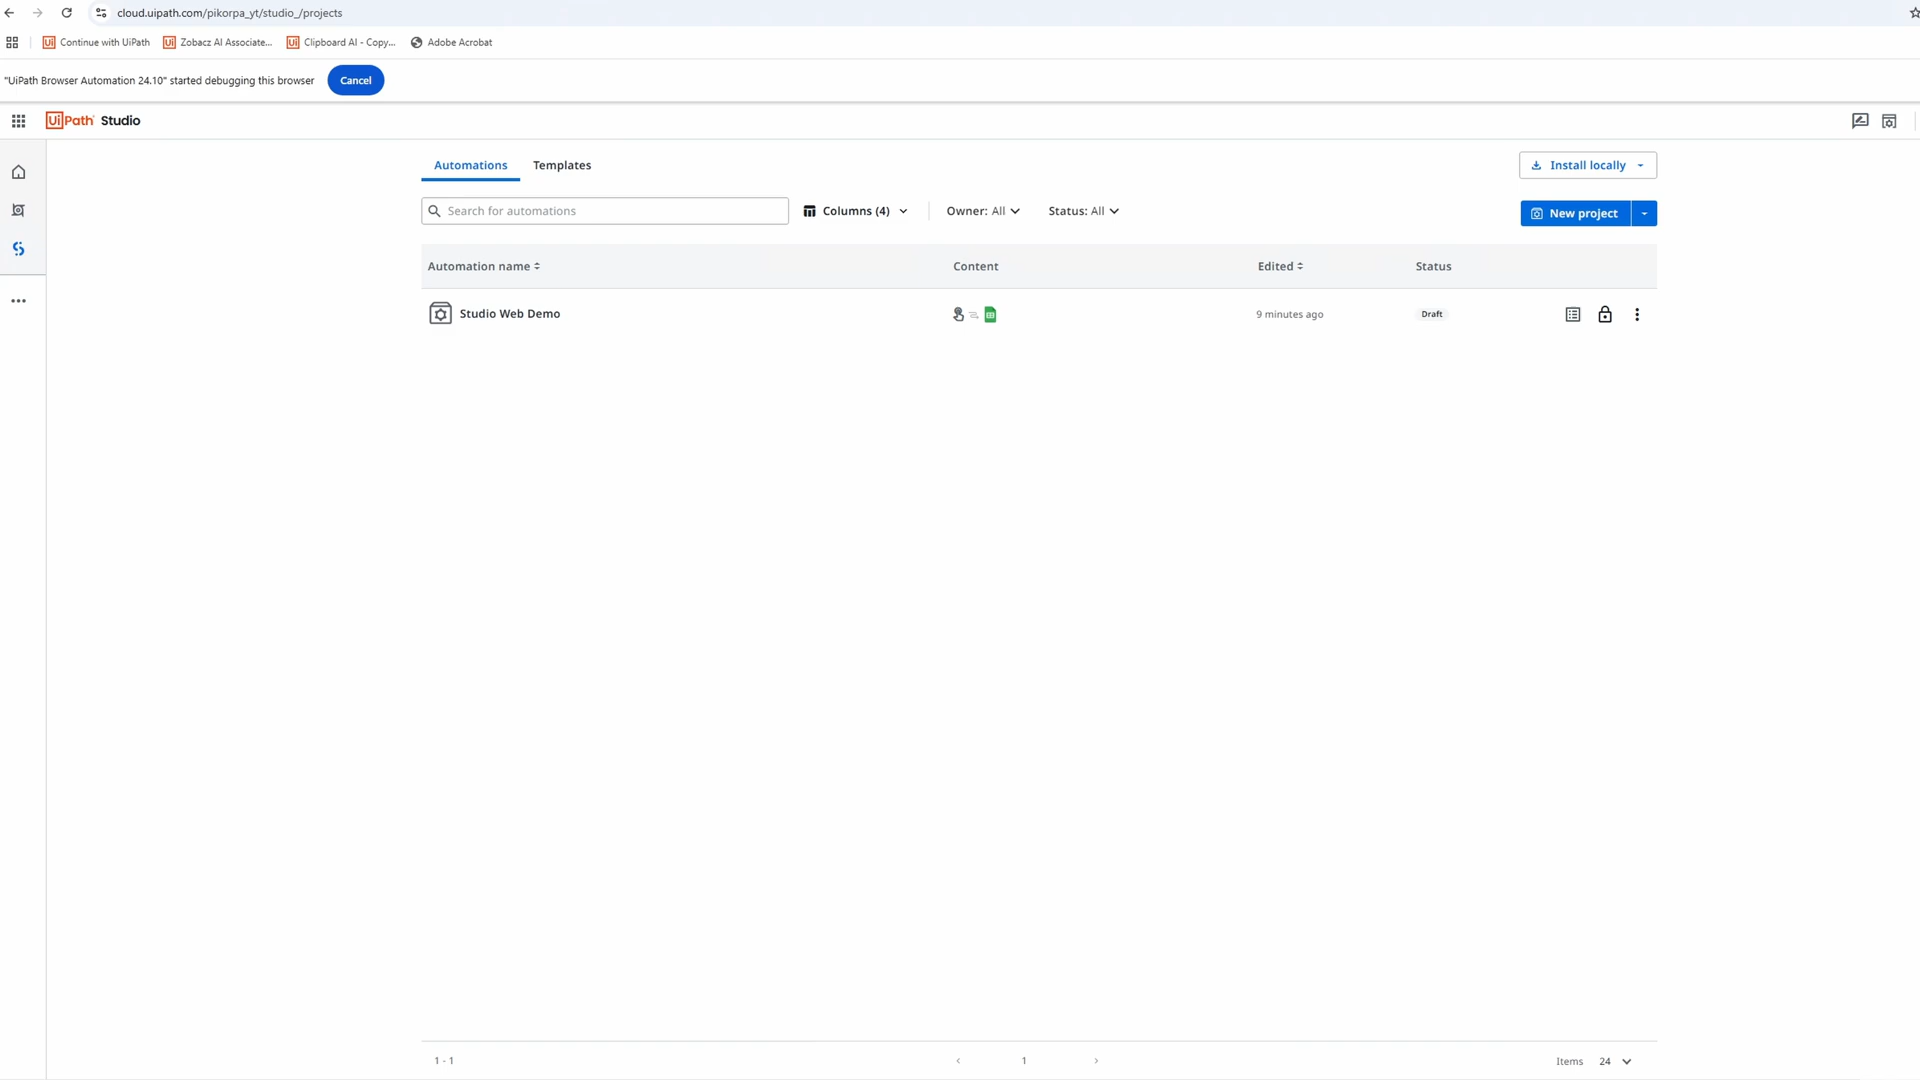 cloud.uipath.com/pikorpa_yt/studio_/projects
Continue with UiPath
Zobacz AI Associate...
Clipboard AI - Copy...
Adobe Acrobat
"UiPath Browser Automation 24.10" started debugging this browser
Cancel
UiPath Studio
Automations
Templates
Install locally
Search for automations
Columns (4)
Owner: All
Status: All
New project
Automation name
Content
Edited
Status
Studio Web Demo
9 minutes ago
Draft
1 - 1
1
Items
24